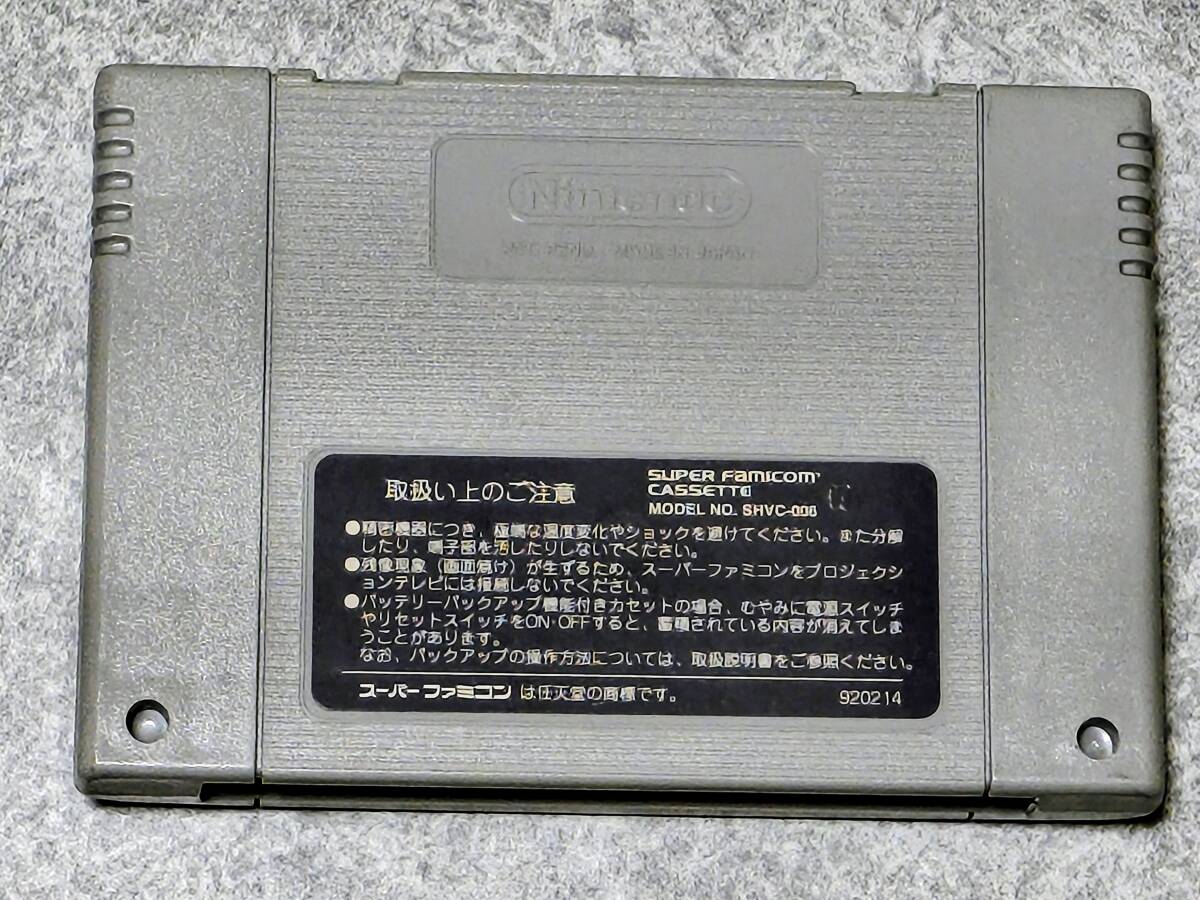 Nintendo
取扱い上のご注意
SUPER Famicom
CASSETTE
MODEL NO. SHVC-006
●精密機器につき、極端な温度変化やショックを避けてください。また分解
したり、端子部を汚したりしないでください。
●残像現象(画面焼け)が生ずるため、スーパーファミコンをプロジェクシ
ョンテレビには接続しないでください。
●バッテリーバックアップ機能付きカセットの場合、むやみに電源スイッチ
やリセットスイッチをON・OFFすると、蓄積されている内容が消えてしま
うことがあります。
なお、バックアップの操作方法については、取扱説明書をご参照ください。
スーパーファミコン は任天堂の商標です。
920214